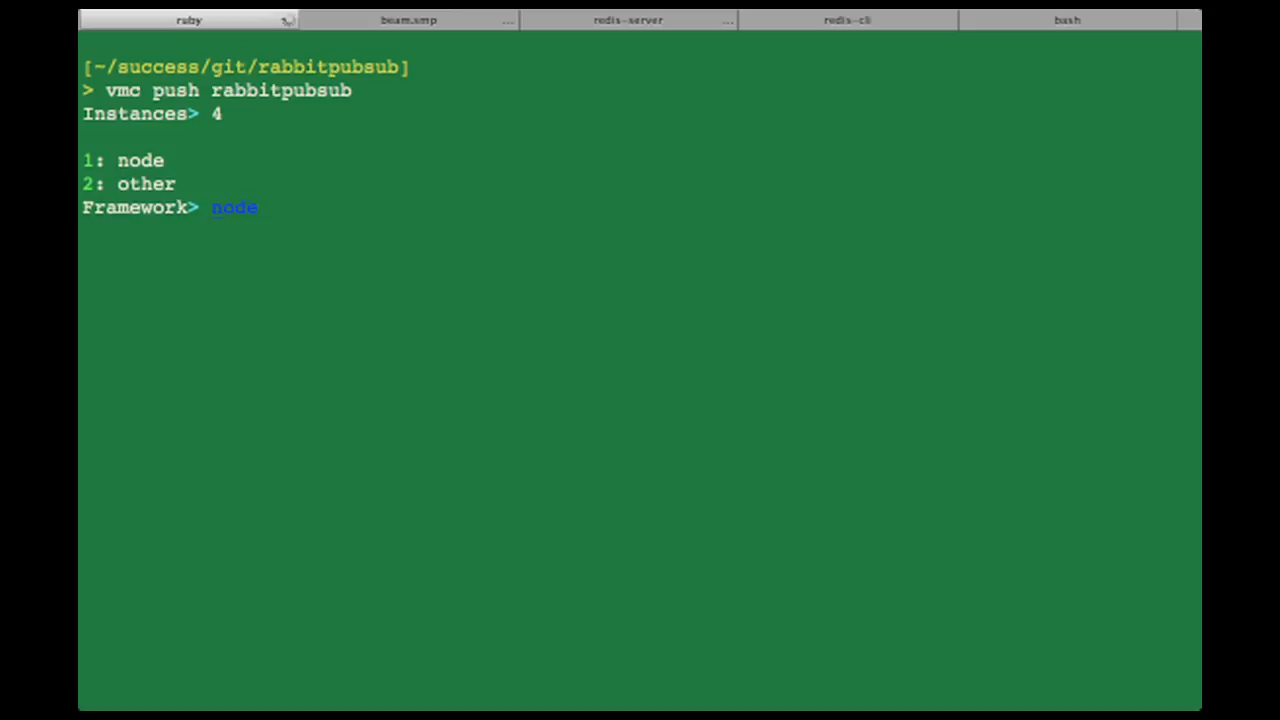 ruby beam.smp ... redis-server ... redis-cli bash
[~/success/git/rabbitpubsub]
> vmc push rabbitpubsub
Instances> 4
1: node
2: other
Framework> node